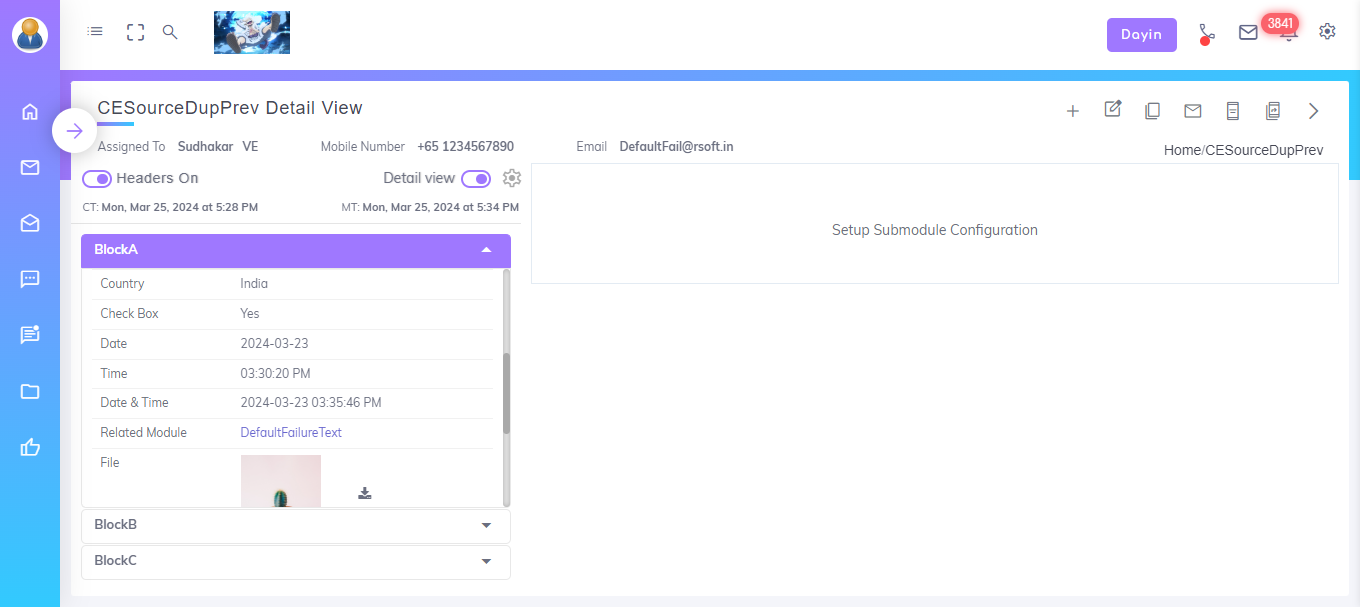 Dayin
3841
CESourceDupPrev Detail View
Assigned To Sudhakar VE Mobile Number +65 1234567890 Email DefaultFail@rsoft.in
Home/CESourceDupPrev
Headers On Detail view
CT: Mon, Mar 25, 2024 at 5:28 PM MT: Mon, Mar 25, 2024 at 5:34 PM
Setup Submodule Configuration
BlockA
Country India
Check Box Yes
Date 2024-03-23
Time 03:30:20 PM
Date & Time 2024-03-23 03:35:46 PM
Related Module DefaultFailureText
File
BlockB
BlockC